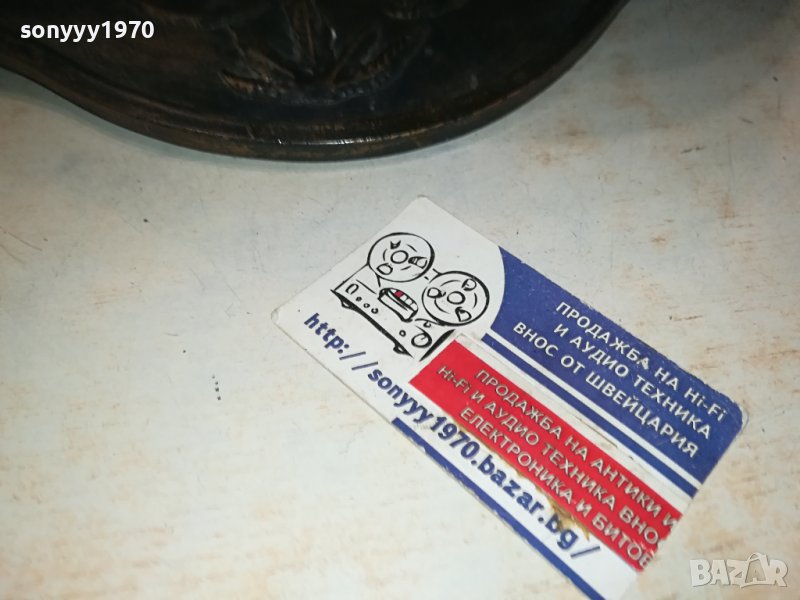 sonyyy1970
ПРОДАЖБА НА Hi-Fi
И АУДИО ТЕХНИКА
ВНОС ОТ ШВЕЙЦАРИЯ
ПРОДАЖБА НА АНТИКИ И
Hi-Fi И АУДИО ТЕХНИКА ВНО
ЕЛЕКТРОНИКА И БИТОВ
http://sonyyy1970.bazar.bg/
BAZAR